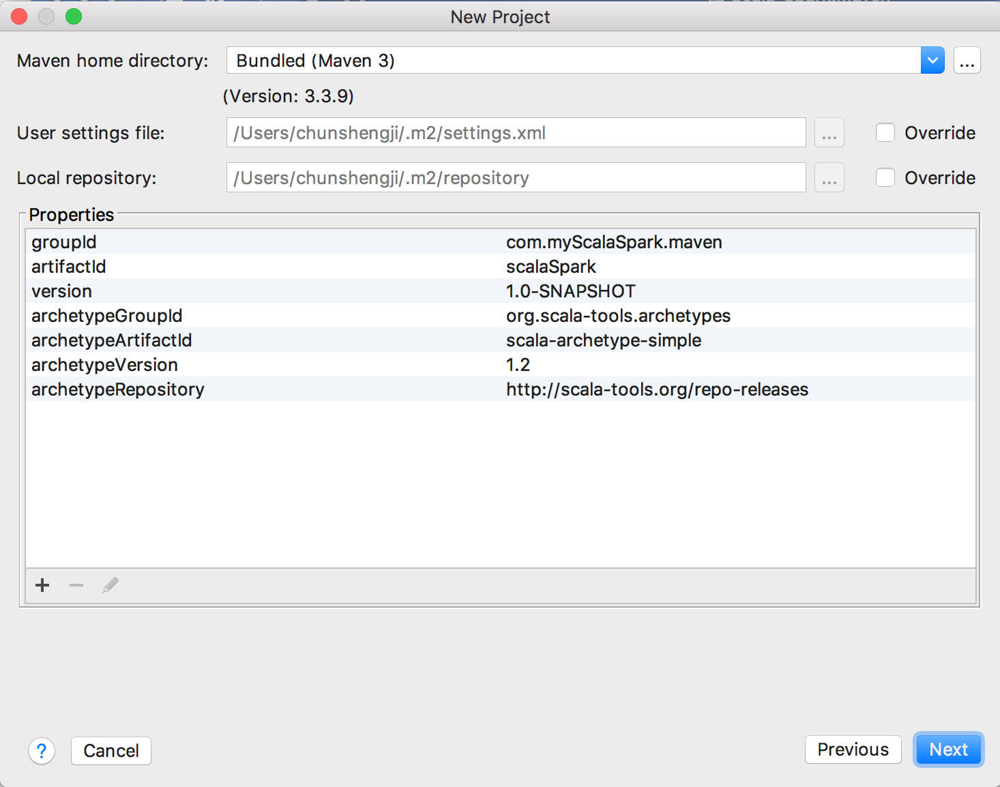 New Project
Maven home directory: Bundled (Maven 3) ...
(Version: 3.3.9)
User settings file: /Users/chunshengji/.m2/settings.xml ... Override
Local repository: /Users/chunshengji/.m2/repository ... Override
Properties
groupId com.myScalaSpark.maven
artifactId scalaSpark
version 1.0-SNAPSHOT
archetypeGroupId org.scala-tools.archetypes
archetypeArtifactId scala-archetype-simple
archetypeVersion 1.2
archetypeRepository http://scala-tools.org/repo-releases
? Cancel Previous Next